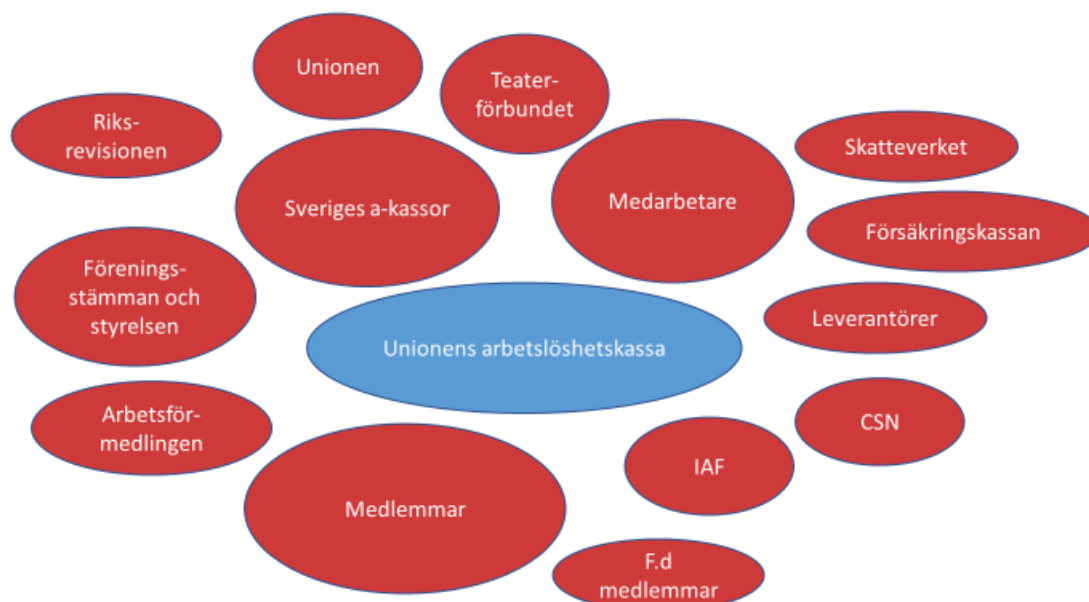 Unionen
Teater-
förbundet
Riks-
revisionen
Skatteverket
Sveriges a-kassor
Medarbetare
Försäkringskassan
Förenings-
stämman och
styrelsen
Leverantörer
Unionens arbetslöshetskassa
Arbetsför-
medlingen
CSN
IAF
Medlemmar
F.d
medlemmar